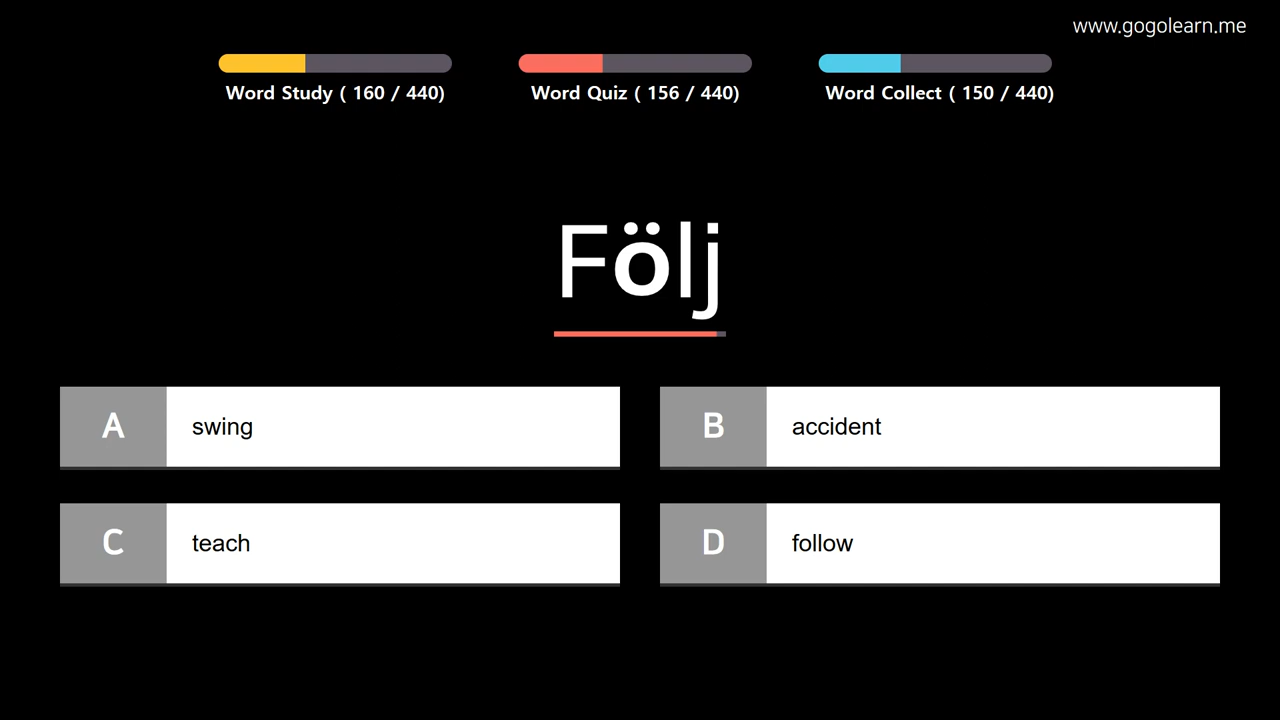 www.gogolearn.me
Word Study ( 160 / 440)
Word Quiz ( 156 / 440)
Word Collect ( 150 / 440)
Följ
A swing
B accident
C teach
D follow